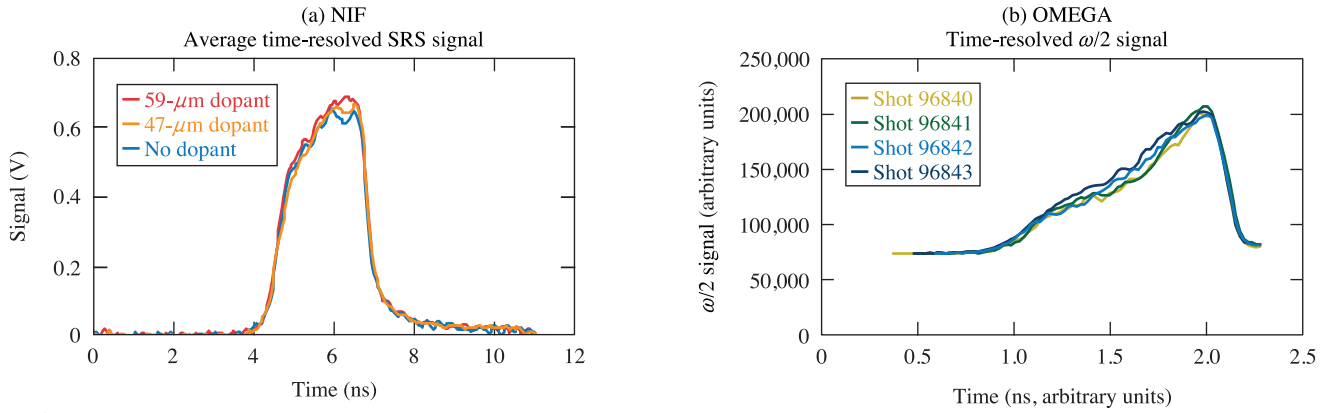 (a) NIF
Average time-resolved SRS signal
0.8
0.6
0.4
0.2
0
Signal (V)
59-μm dopant
47-μm dopant
No dopant
0 2 4 6 8 10 12
Time (ns)
(b) OMEGA
Time-resolved ω/2 signal
250,000
200,000
150,000
100,000
50,000
0
ω/2 signal (arbitrary units)
Shot 96840
Shot 96841
Shot 96842
Shot 96843
0 0.5 1.0 1.5 2.0 2.5
Time (ns, arbitrary units)